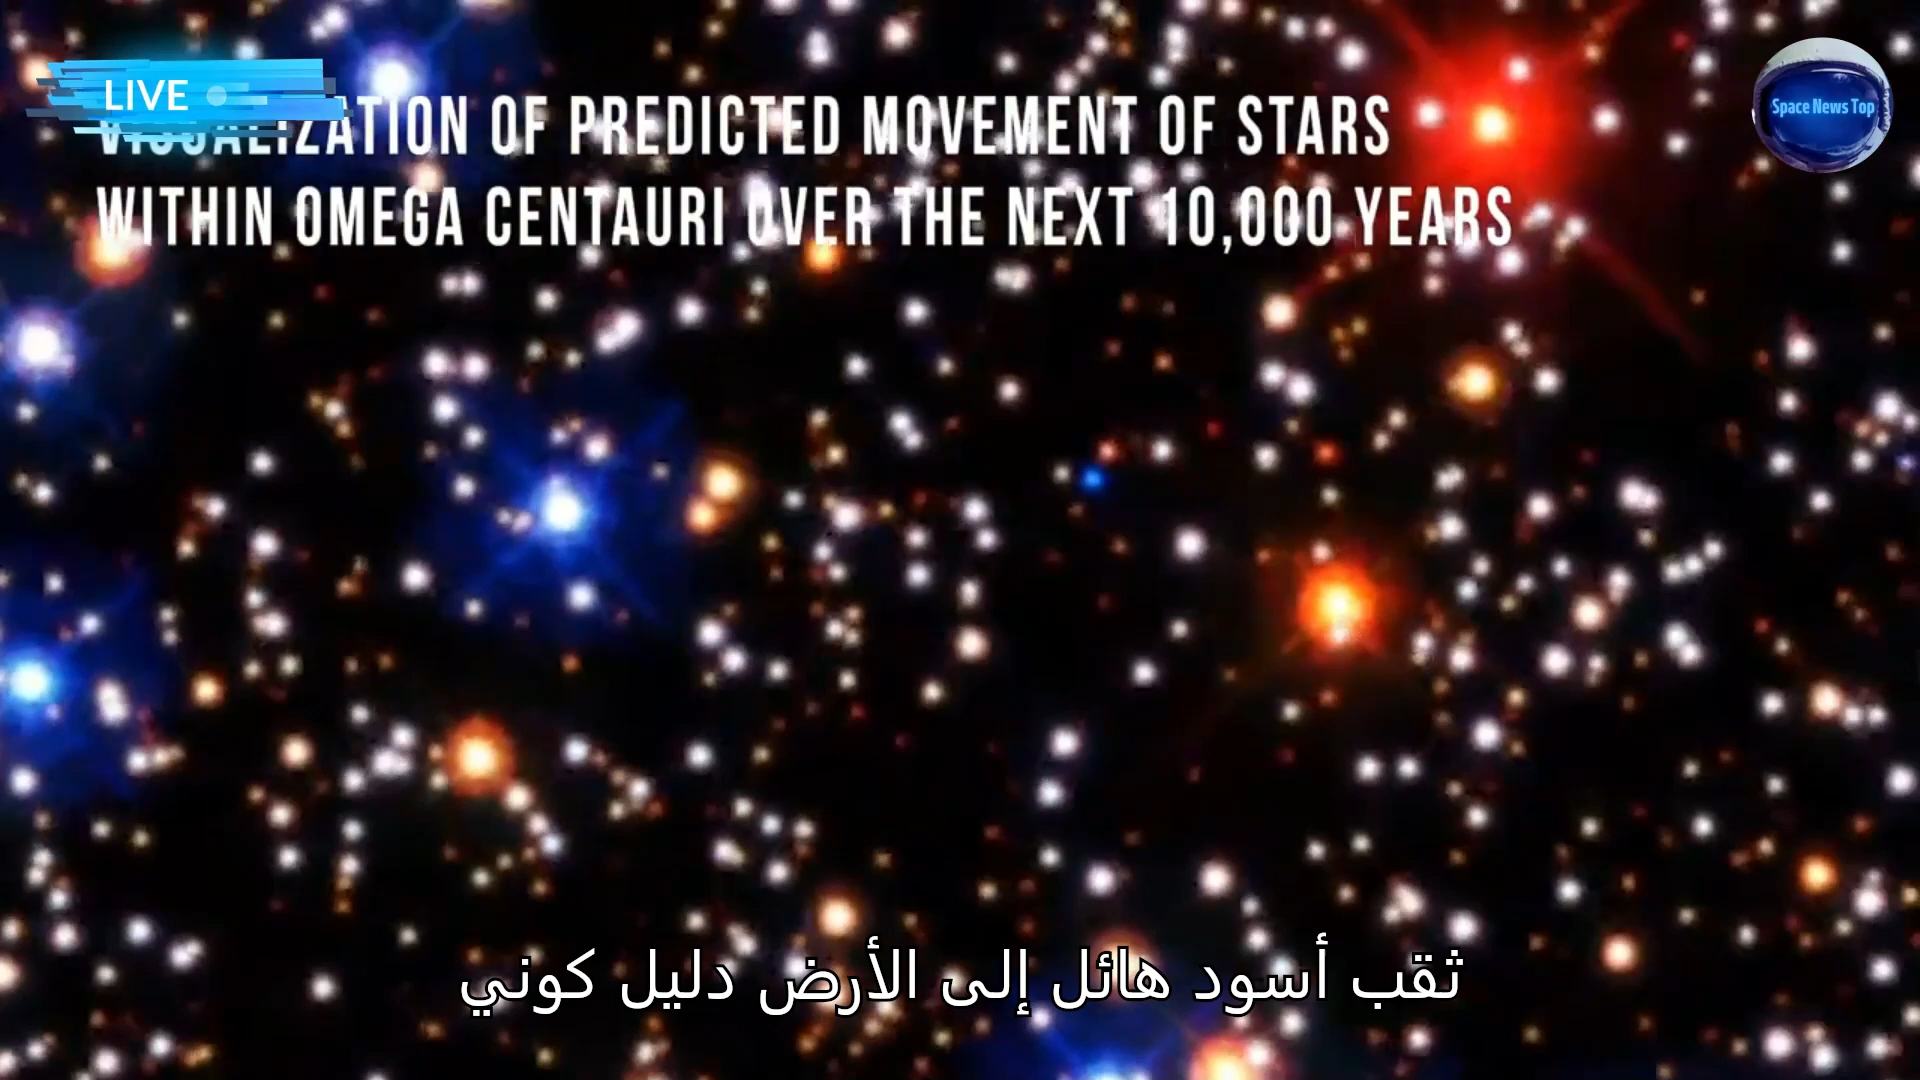 LIVE
VISUALIZATION OF PREDICTED MOVEMENT OF STARS
WITHIN OMEGA CENTAURI OVER THE NEXT 10,000 YEARS
Space News Top
ثقب أسود هائل إلى الأرض دليل كوني